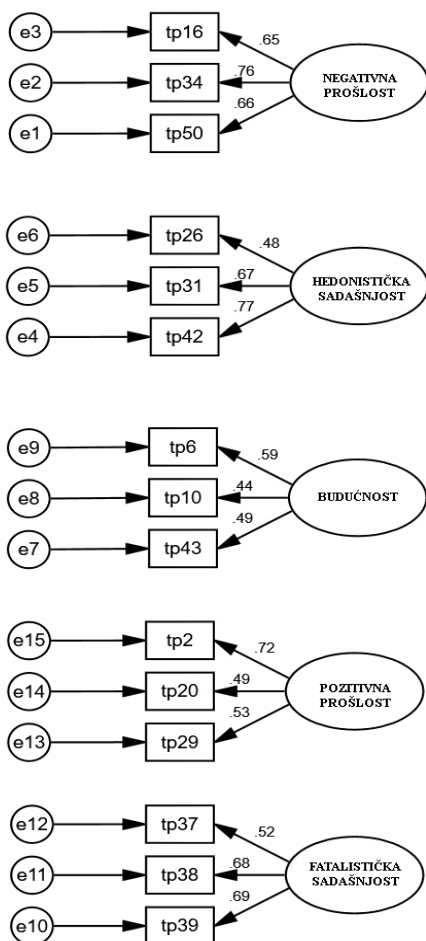 e3 tp16 .65
e2 tp34 .76 NEGATIVNA
PROŠLOST
e1 tp50 .66
e6 tp26 .48
e5 tp31 .67 HEDONISTIČKA
SADAŠNJOST
e4 tp42 .77
e9 tp6 .59
e8 tp10 .44 BUDUĆNOST
e7 tp43 .49
e15 tp2 .72
e14 tp20 .49 POZITIVNA
PROŠLOST
e13 tp29 .53
e12 tp37 .52
e11 tp38 .68 FATALISTIČKA
SADAŠNJOST
e10 tp39 .69